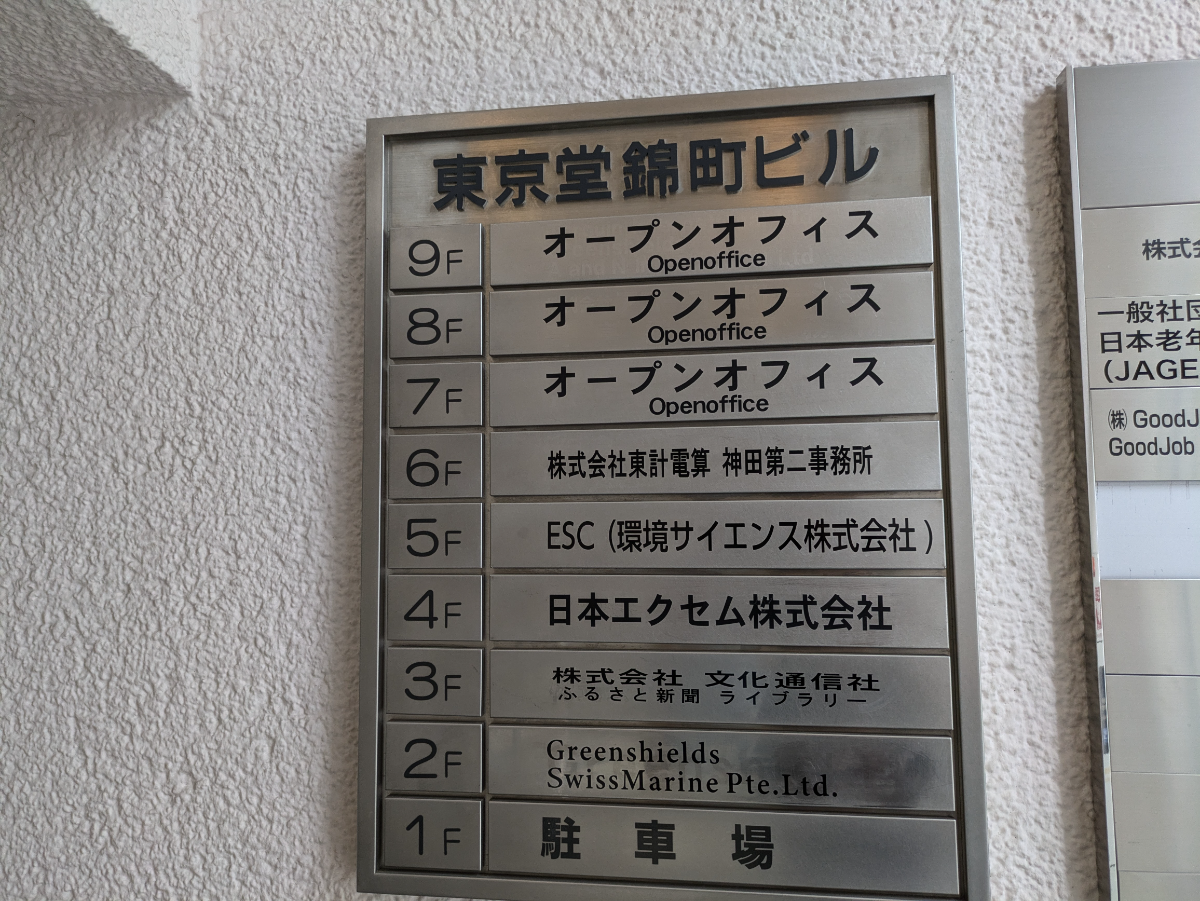 東京堂錦町ビル
9F オープンオフィス
Openoffice
8F オープンオフィス
Openoffice
7F オープンオフィス
Openoffice
6F 株式会社東計電算 神田第二事務所
5F ESC (環境サイエンス株式会社)
4F 日本エクセム株式会社
3F 株式会社 文化通信社
ふるさと新聞 ライブラリー
2F Greenshields
SwissMarine Pte.Ltd.
1F 駐車場
株式
一般社団
日本老年
(JAGE
㈱GoodJ
GoodJob